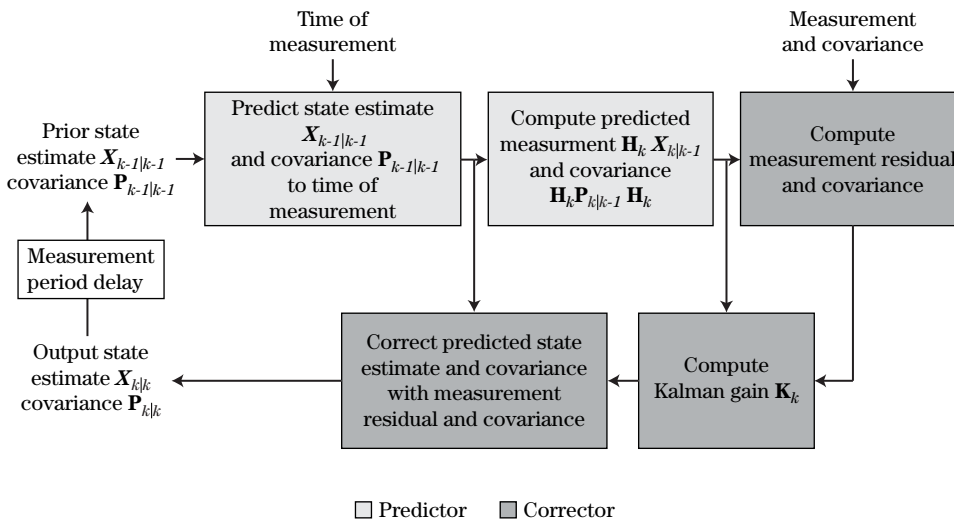 Time of
measurement
Measurement
and covariance
Prior state
estimate X_{k-1|k-1}
covariance P_{k-1|k-1}
Predict state estimate
X_{k-1|k-1}
and covariance P_{k-1|k-1}
to time of
measurement
Compute predicted
measurment H_k X_{k|k-1}
and covariance
H_k P_{k|k-1} H_k
Compute
measurement residual
and covariance
Measurement
period delay
Output state
estimate X_{k|k}
covariance P_{k|k}
Correct predicted state
estimate and covariance
with measurement
residual and covariance
Compute
Kalman gain K_k
Predictor
Corrector